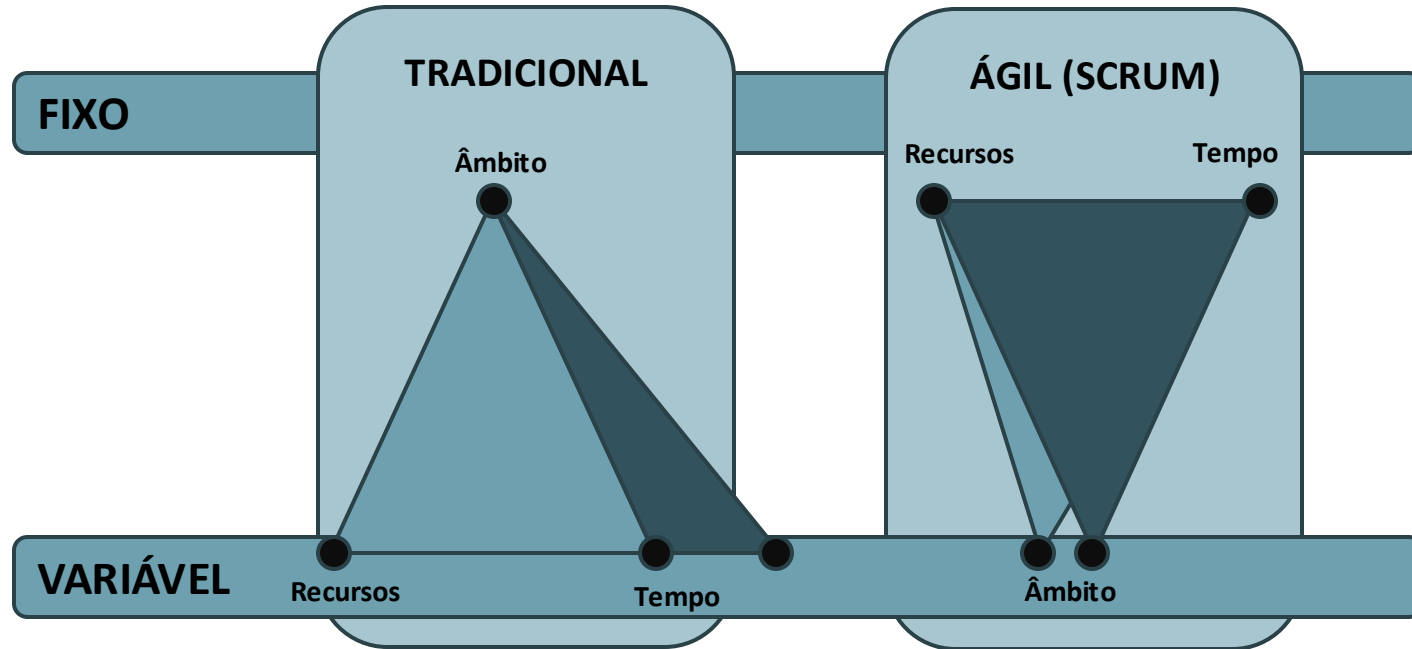 TRADICIONAL
ÁGIL (SCRUM)
FIXO
Âmbito
Recursos
Tempo
VARIÁVEL
Recursos
Tempo
Âmbito